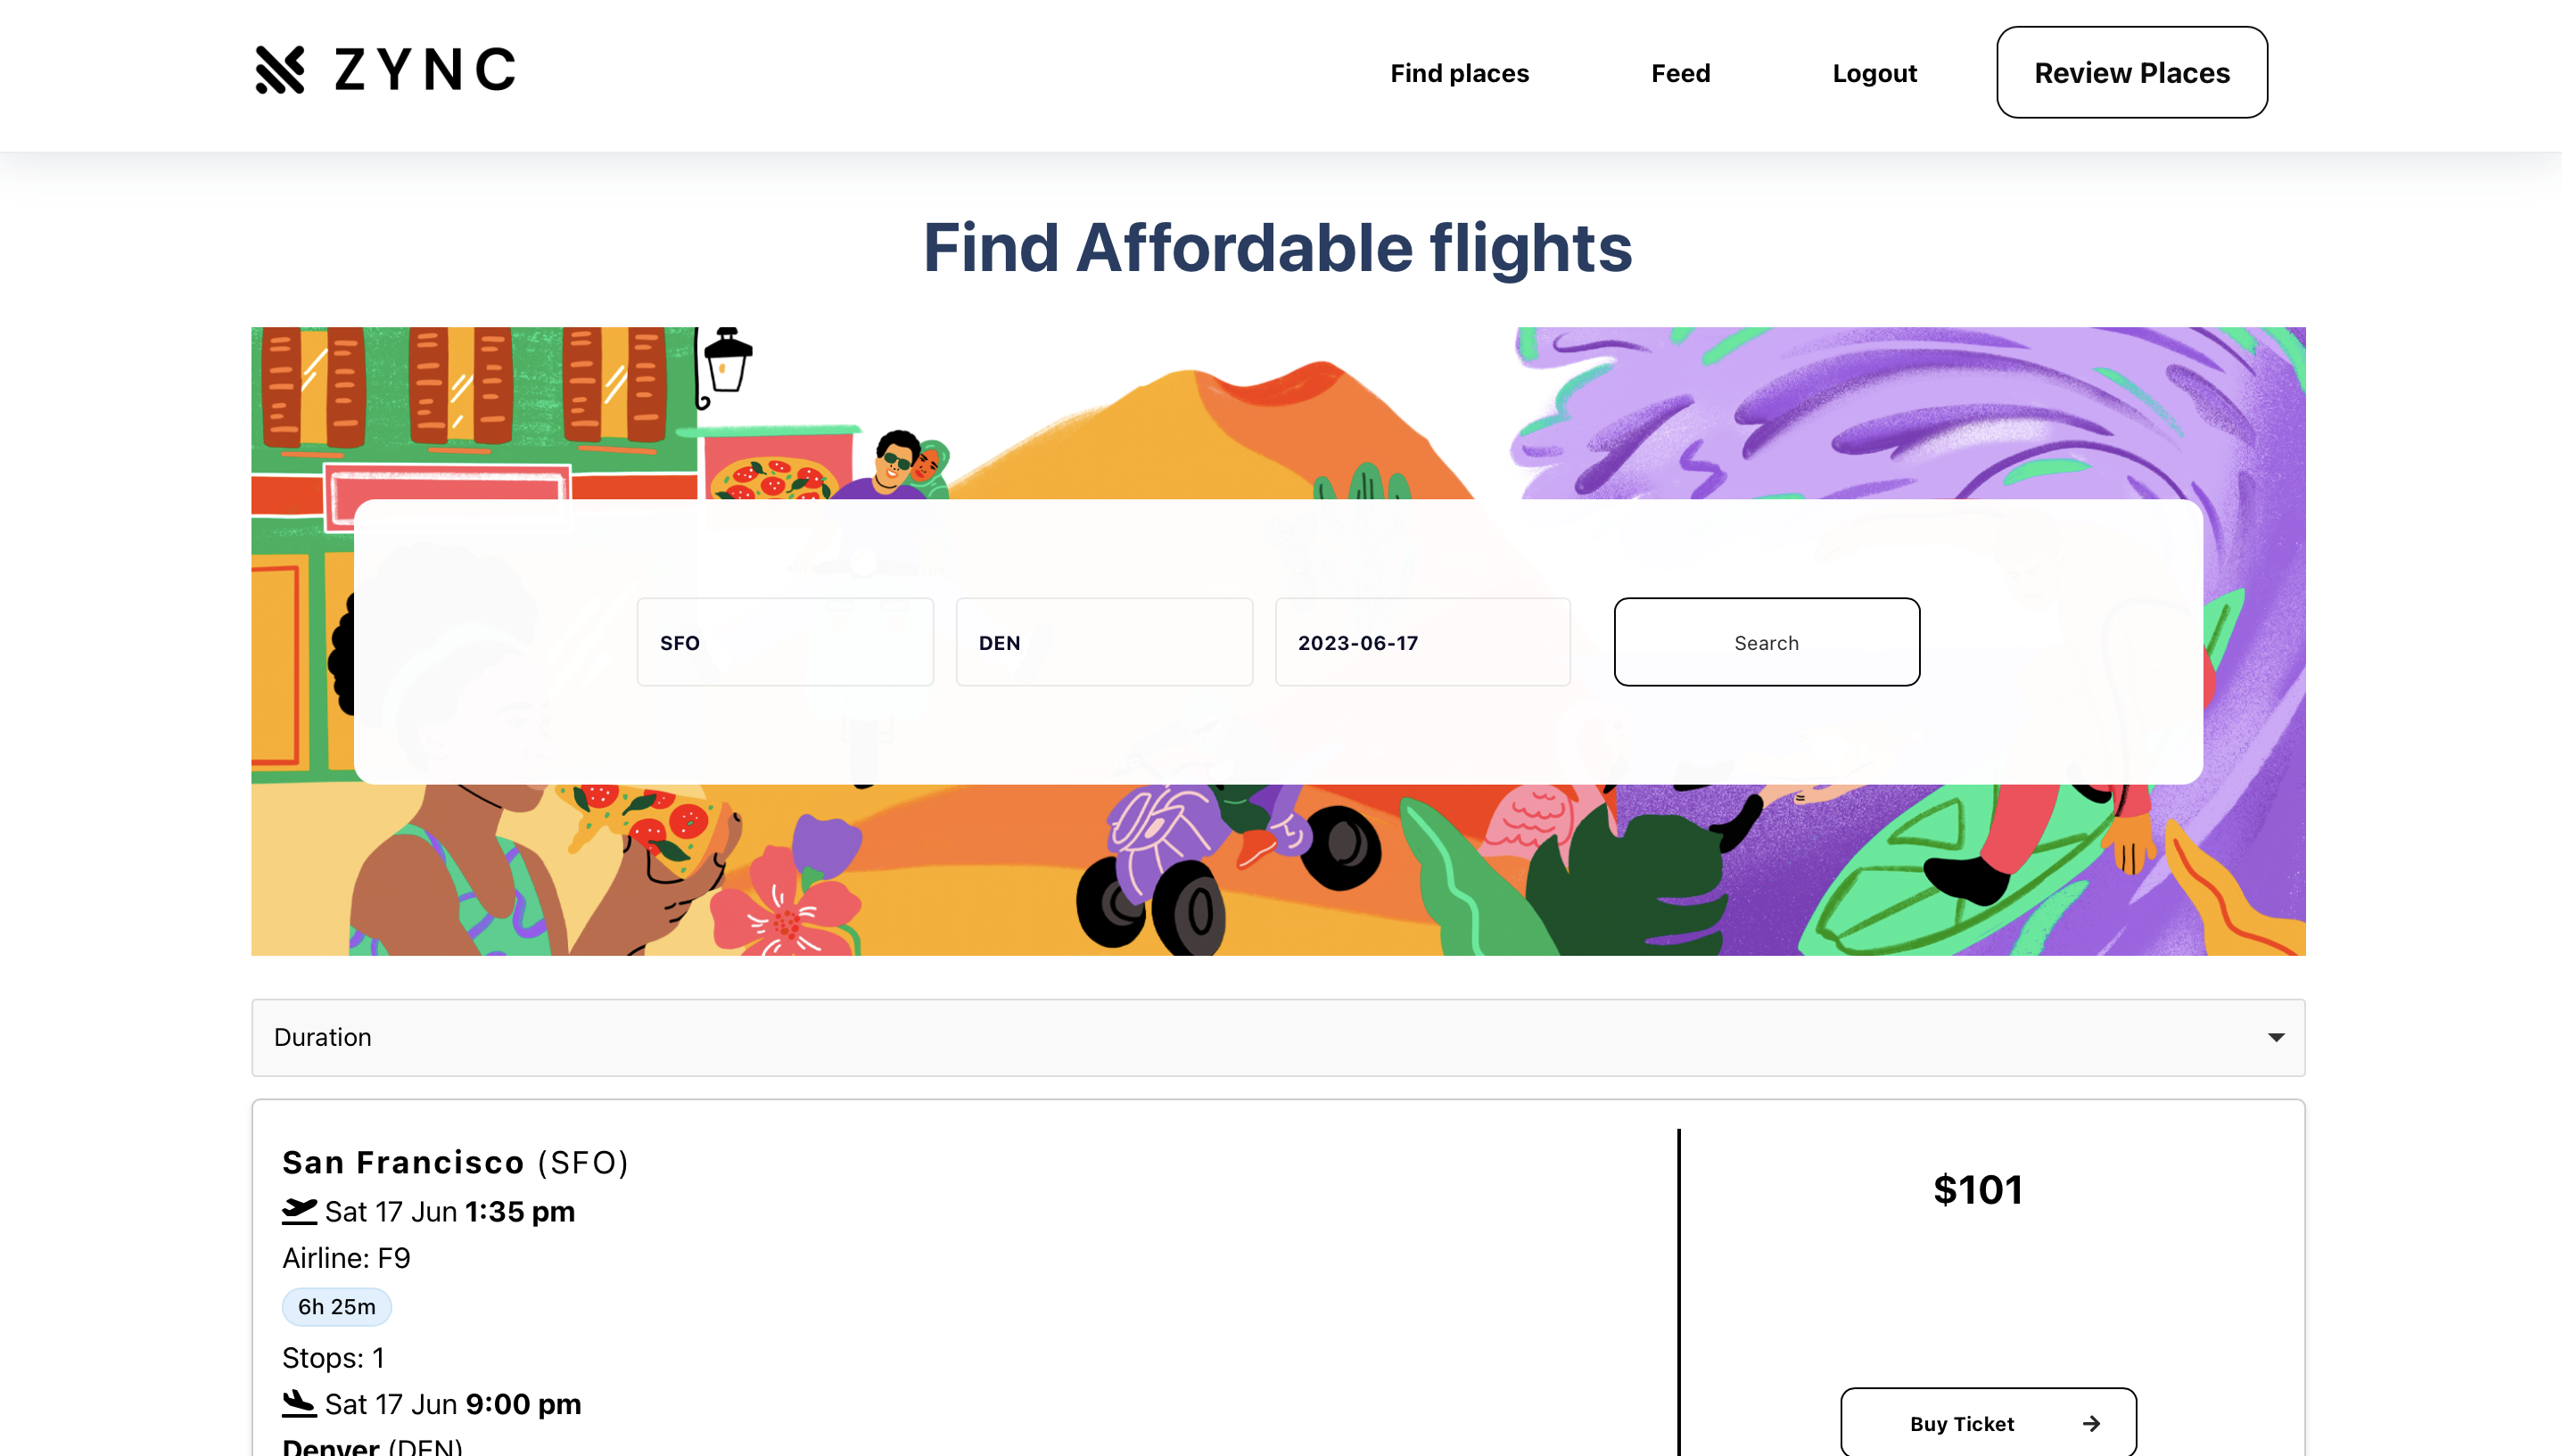 ZYNC
Find places
Feed
Logout
Review Places
Find Affordable flights
SFO
DEN
2023-06-17
Search
Duration
San Francisco (SFO)
Sat 17 Jun 1:35 pm
Airline: F9
6h 25m
Stops: 1
Sat 17 Jun 9:00 pm
Denver (DEN)
$101
Buy Ticket